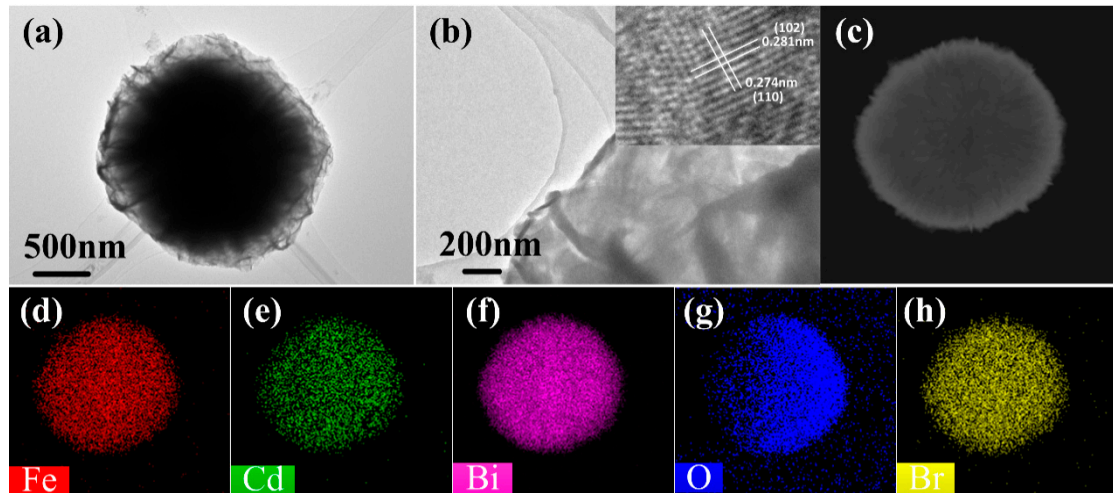 (a)
500nm
(b)
200nm
(102)
0.281nm
0.274nm
(110)
(c)
(d)
Fe
(e)
Cd
(f)
Bi
(g)
O
(h)
Br